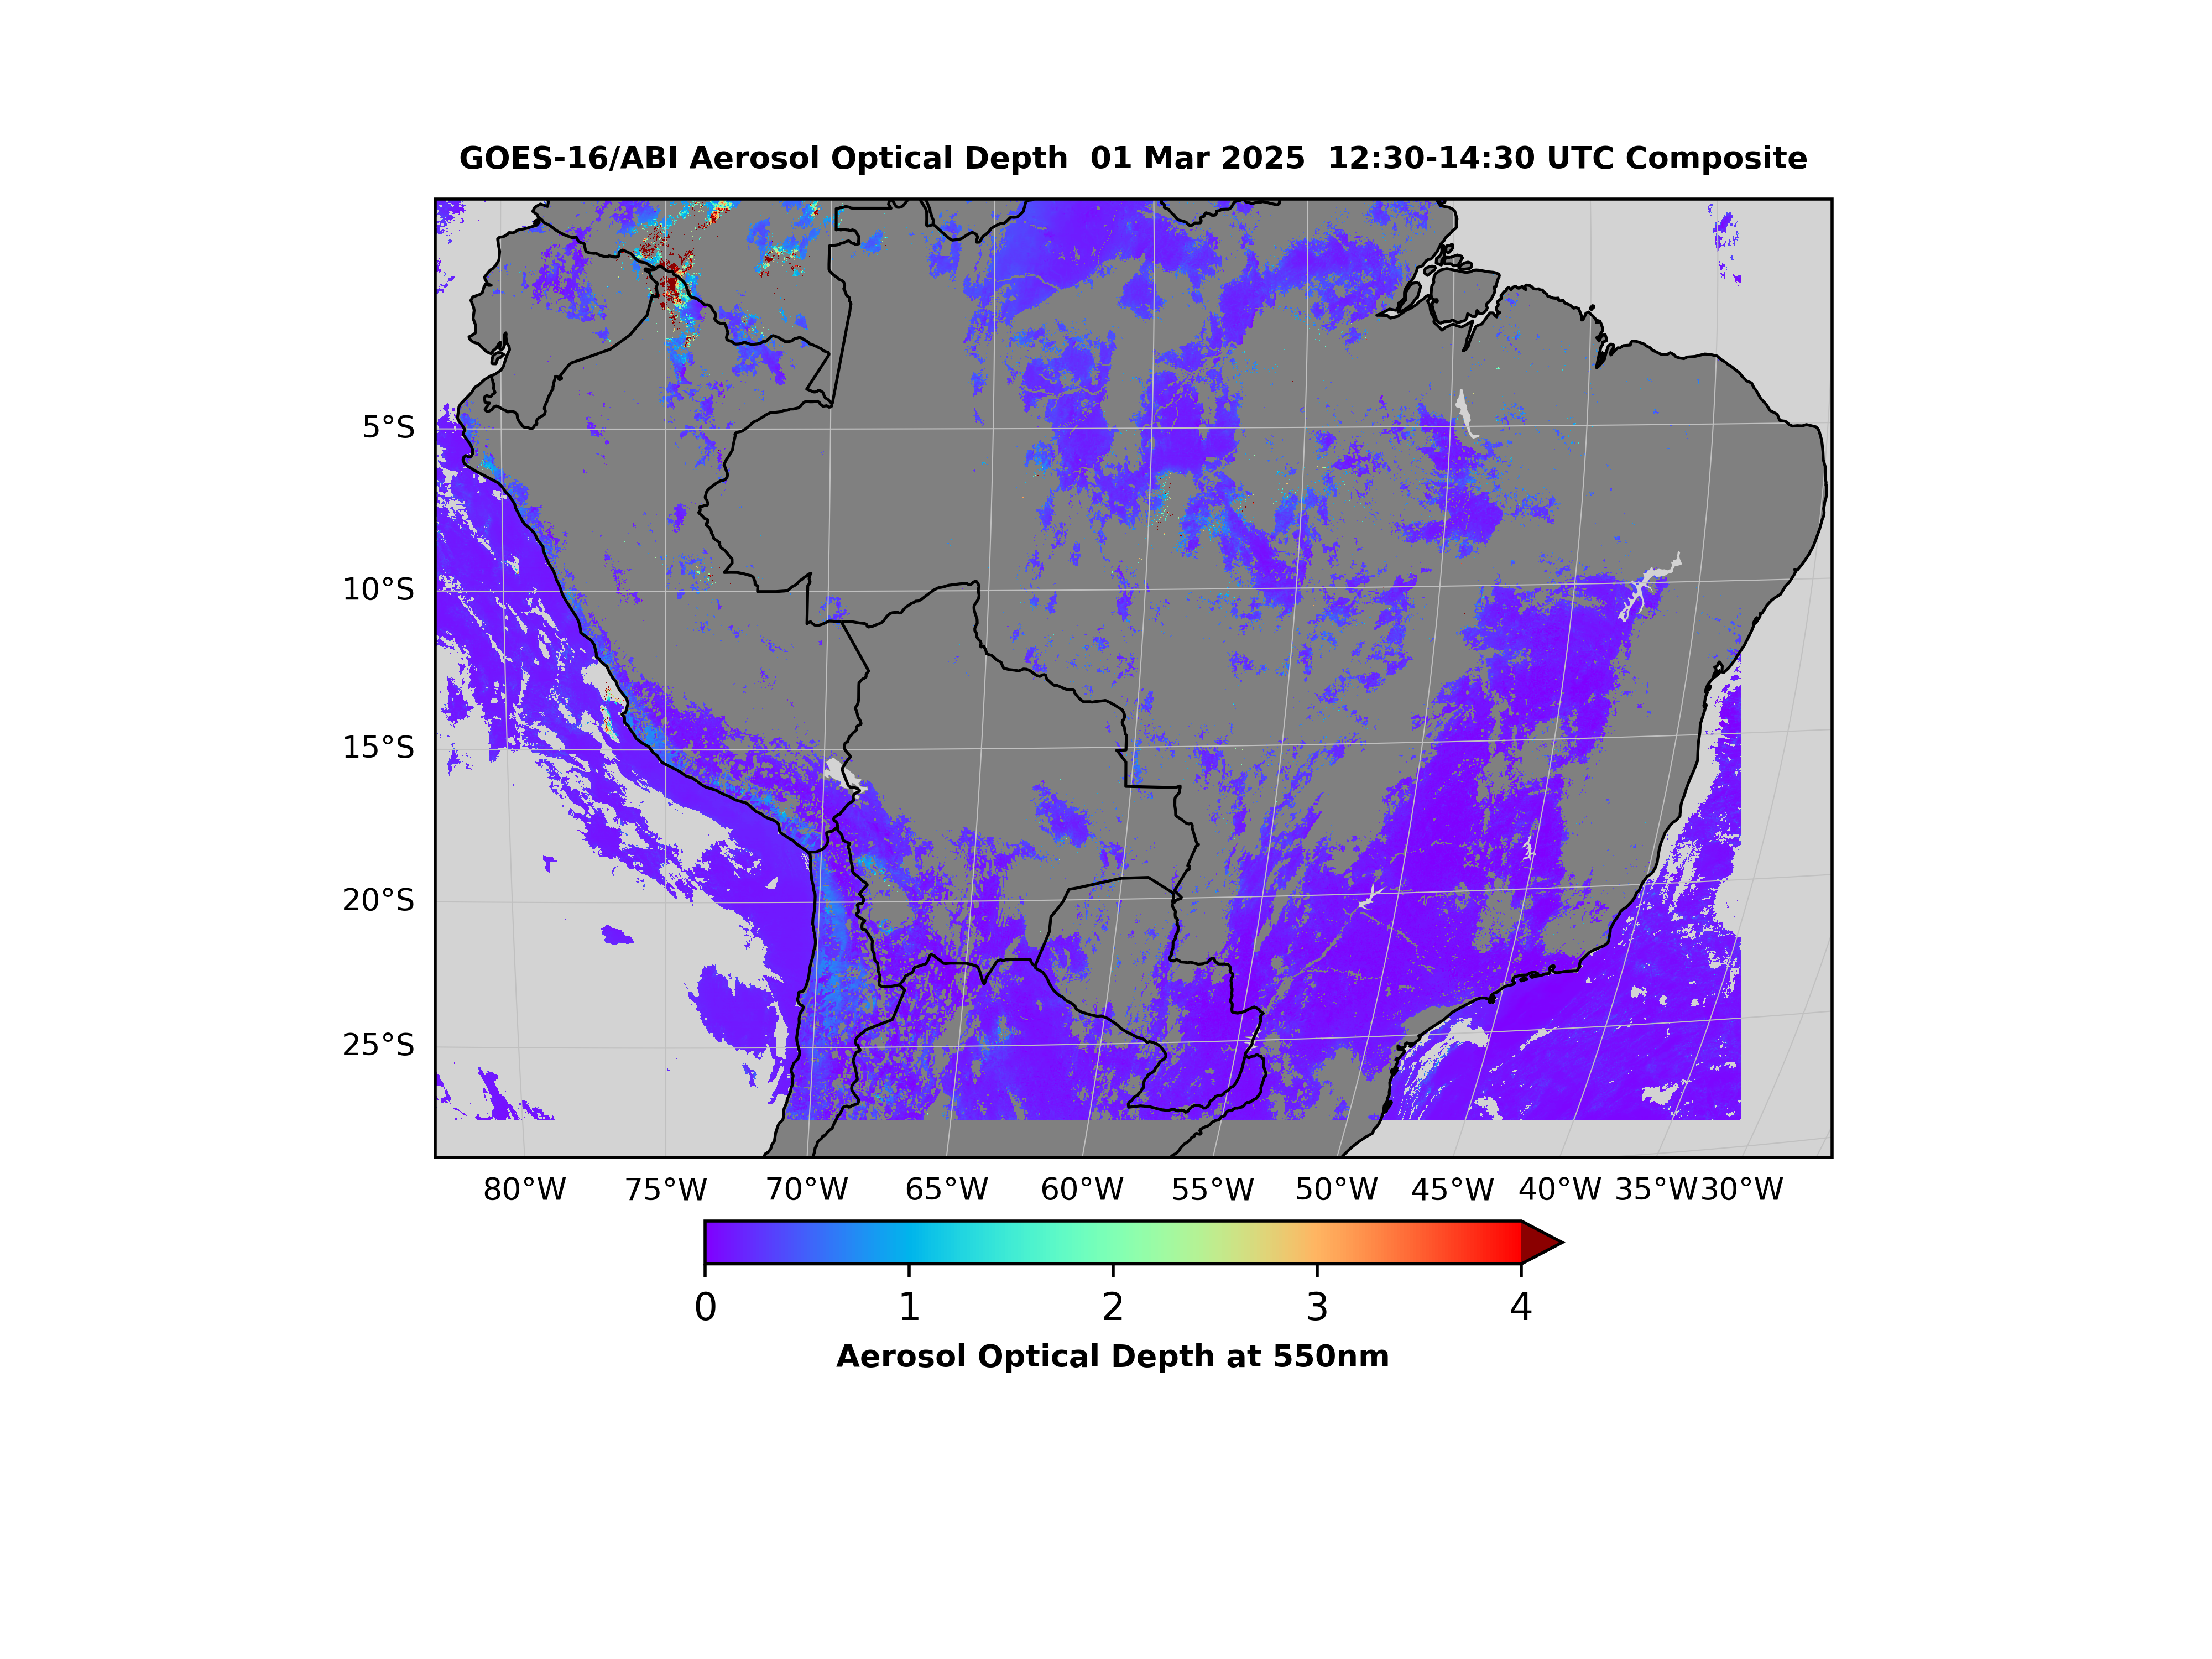 GOES-16/ABI Aerosol Optical Depth  01 Mar 2025  12:30-14:30 UTC Composite
5°S
10°S
15°S
20°S
25°S
80°W 75°W 70°W 65°W 60°W 55°W 50°W 45°W 40°W 35°W 30°W
0 1 2 3 4
Aerosol Optical Depth at 550nm